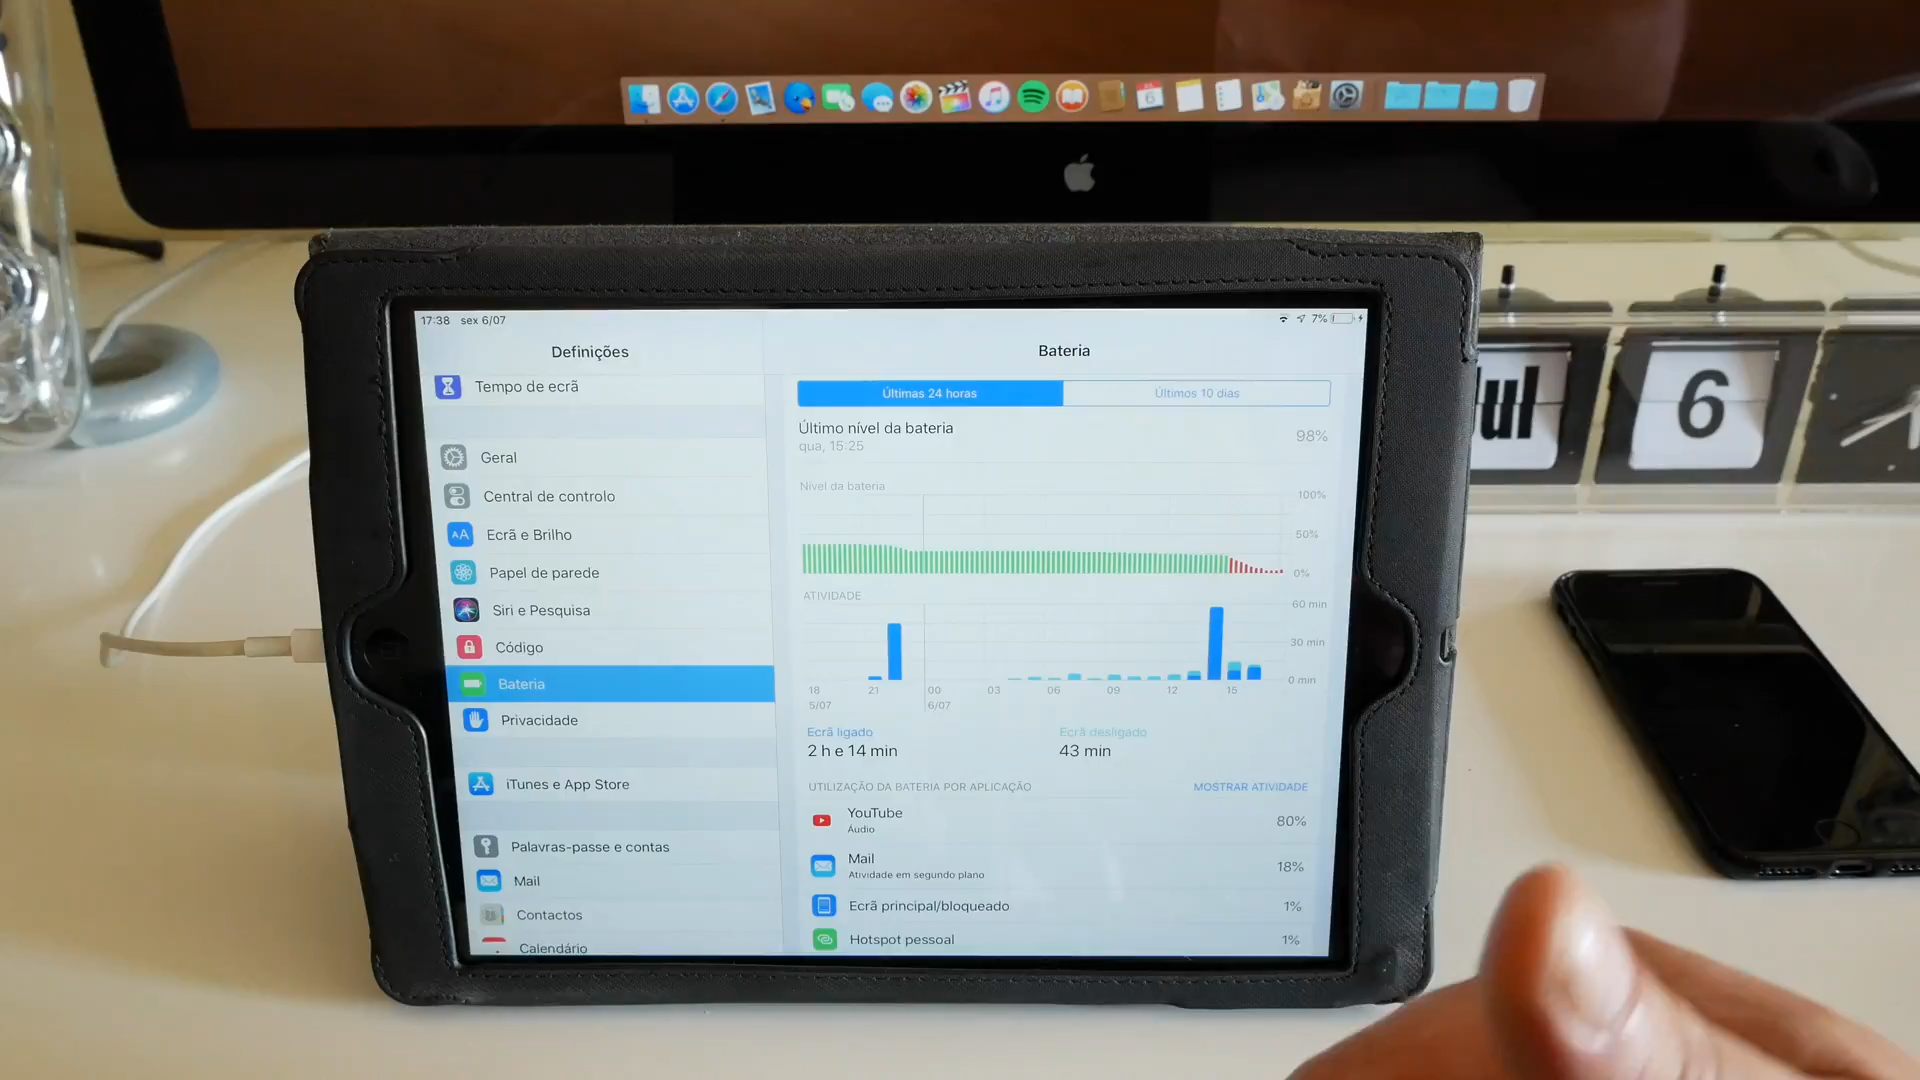 17:38 sex 6/07
7%
Definições
Bateria
Tempo de ecrã
Geral
Central de controlo
Ecrã e Brilho
Papel de parede
Siri e Pesquisa
Código
Bateria
Privacidade
iTunes e App Store
Palavras-passe e contas
Mail
Contactos
Calendário
Últimas 24 horas
Últimos 10 dias
Último nível da bateria
98%
qua, 15:25
Nível da bateria
100%
50%
0%
ATIVIDADE
60 min
30 min
0 min
18 21 00 03 06 09 12 15
5/07 6/07
Ecrã ligado
Ecrã desligado
2 h e 14 min
43 min
UTILIZAÇÃO DA BATERIA POR APLICAÇÃO
MOSTRAR ATIVIDADE
YouTube
Áudio
80%
Mail
Atividade em segundo plano
18%
Ecrã principal/bloqueado
1%
Hotspot pessoal
1%
Jul
6